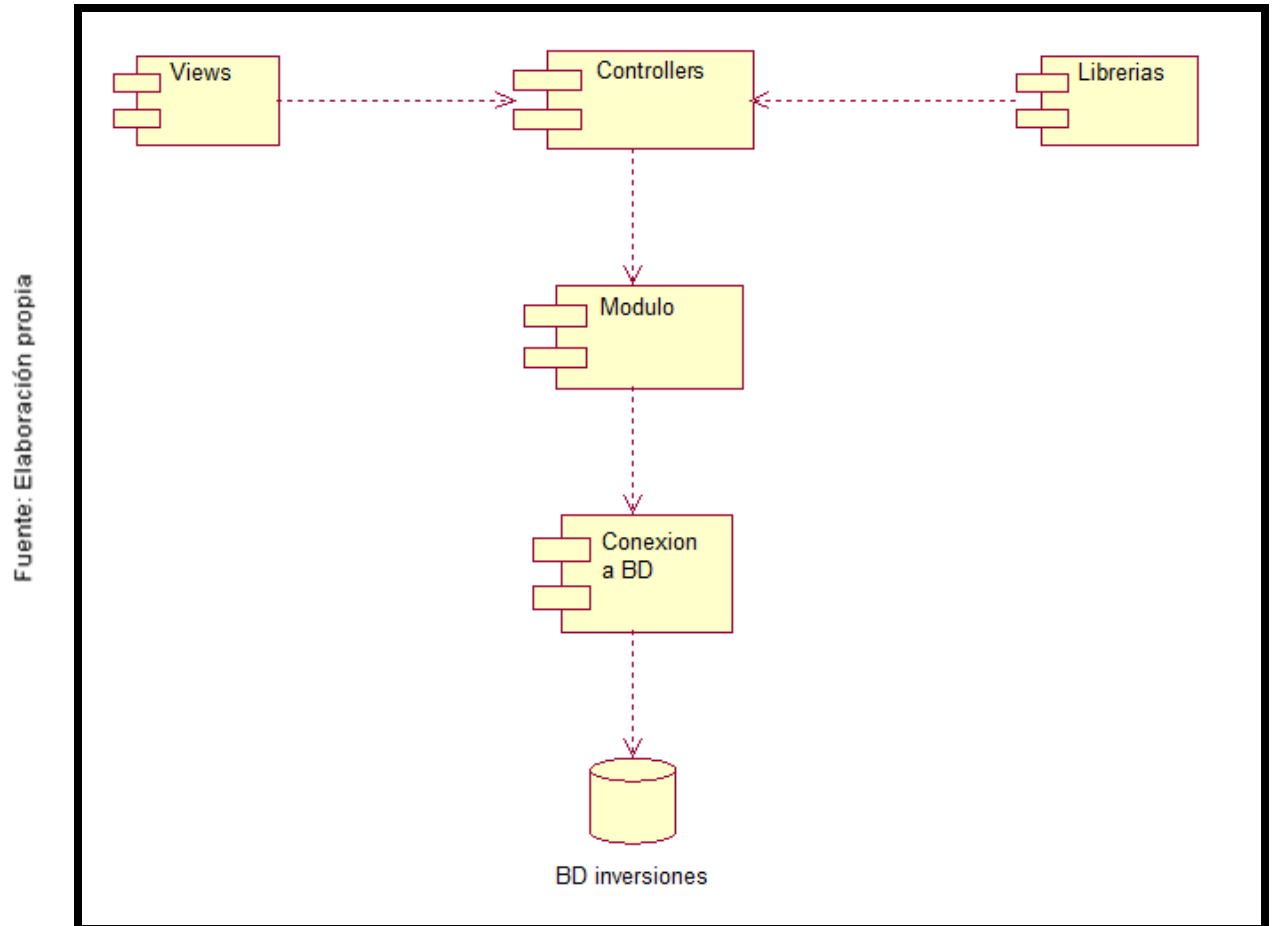 Views
Controllers
Librerias
Modulo
Conexion
a BD
BD inversiones
Fuente: Elaboración propia